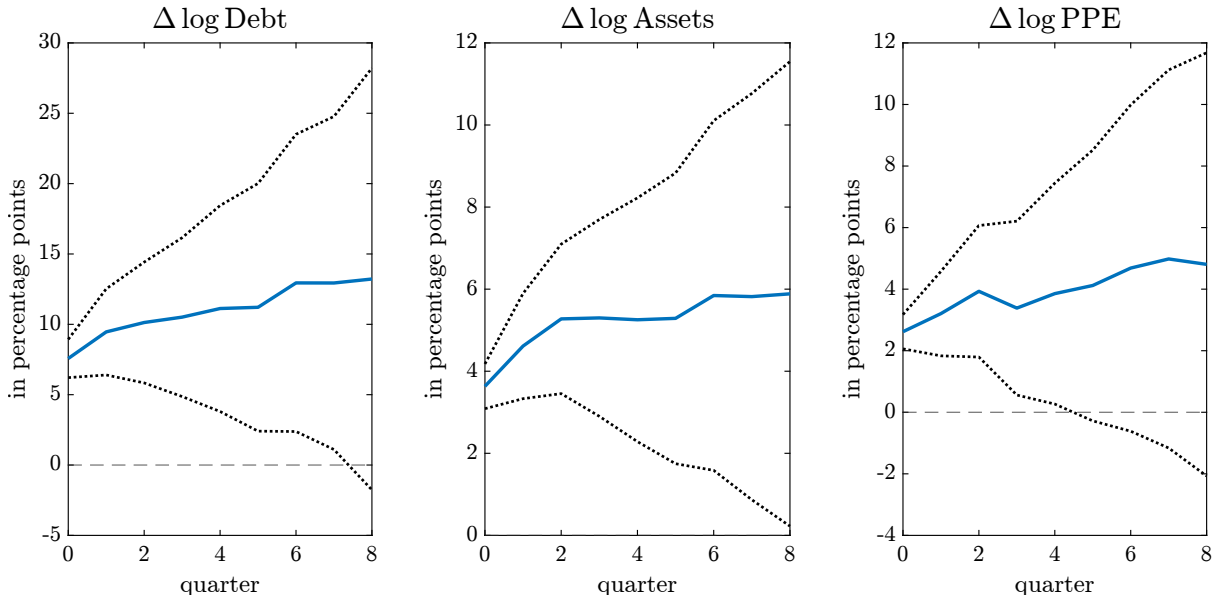 Δ log Debt
in percentage points
30
25
20
15
10
5
0
-5
0 2 4 6 8
quarter
Δ log Assets
in percentage points
12
10
8
6
4
2
0
0 2 4 6 8
quarter
Δ log PPE
in percentage points
12
10
8
6
4
2
0
-2
-4
0 2 4 6 8
quarter